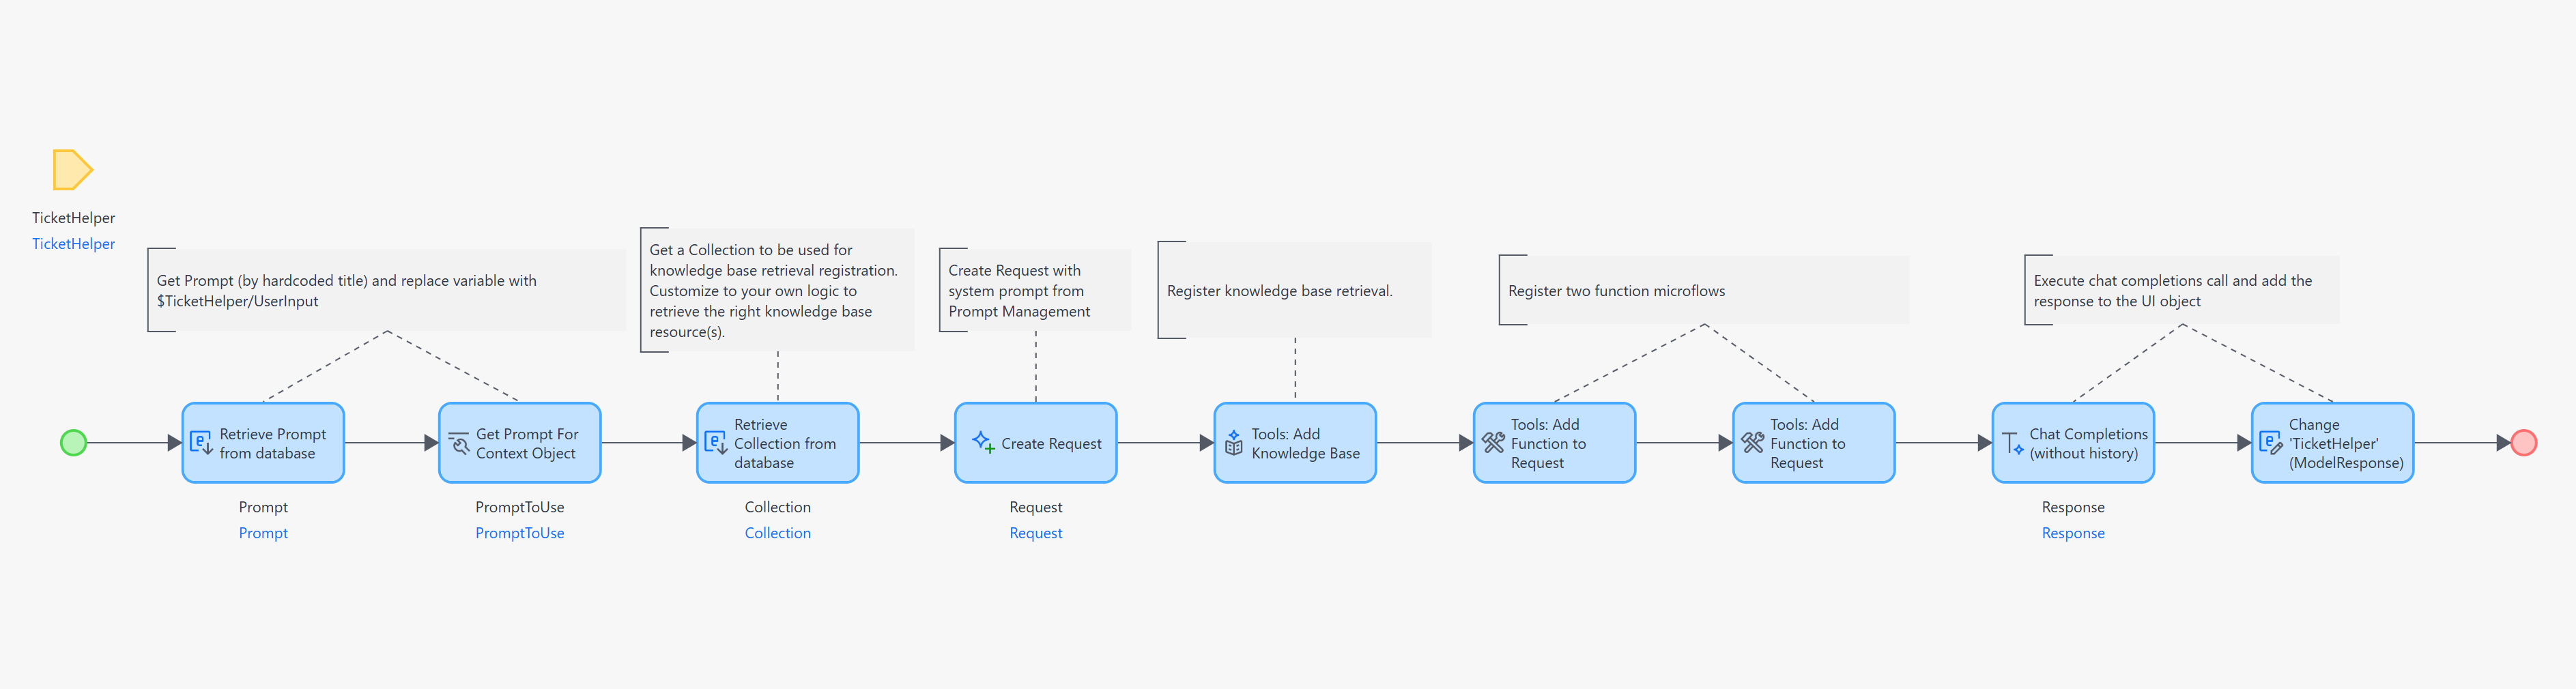 TicketHelper
TicketHelper
Get Prompt (by hardcoded title) and replace variable with
$TicketHelper/UserInput
Get a Collection to be used for
knowledge base retrieval registration.
Customize to your own logic to
retrieve the right knowledge base
resource(s).
Create Request with
system prompt from
Prompt Management
Register knowledge base retrieval.
Register two function microflows
Execute chat completions call and add the
response to the UI object
Retrieve Prompt
from database
Prompt
Prompt
Get Prompt For
Context Object
PromptToUse
PromptToUse
Retrieve
Collection from
database
Collection
Collection
Create Request
Request
Request
Tools: Add
Knowledge Base
Tools: Add
Function to
Request
Tools: Add
Function to
Request
Chat Completions
(without history)
Response
Response
Change
'TicketHelper'
(ModelResponse)